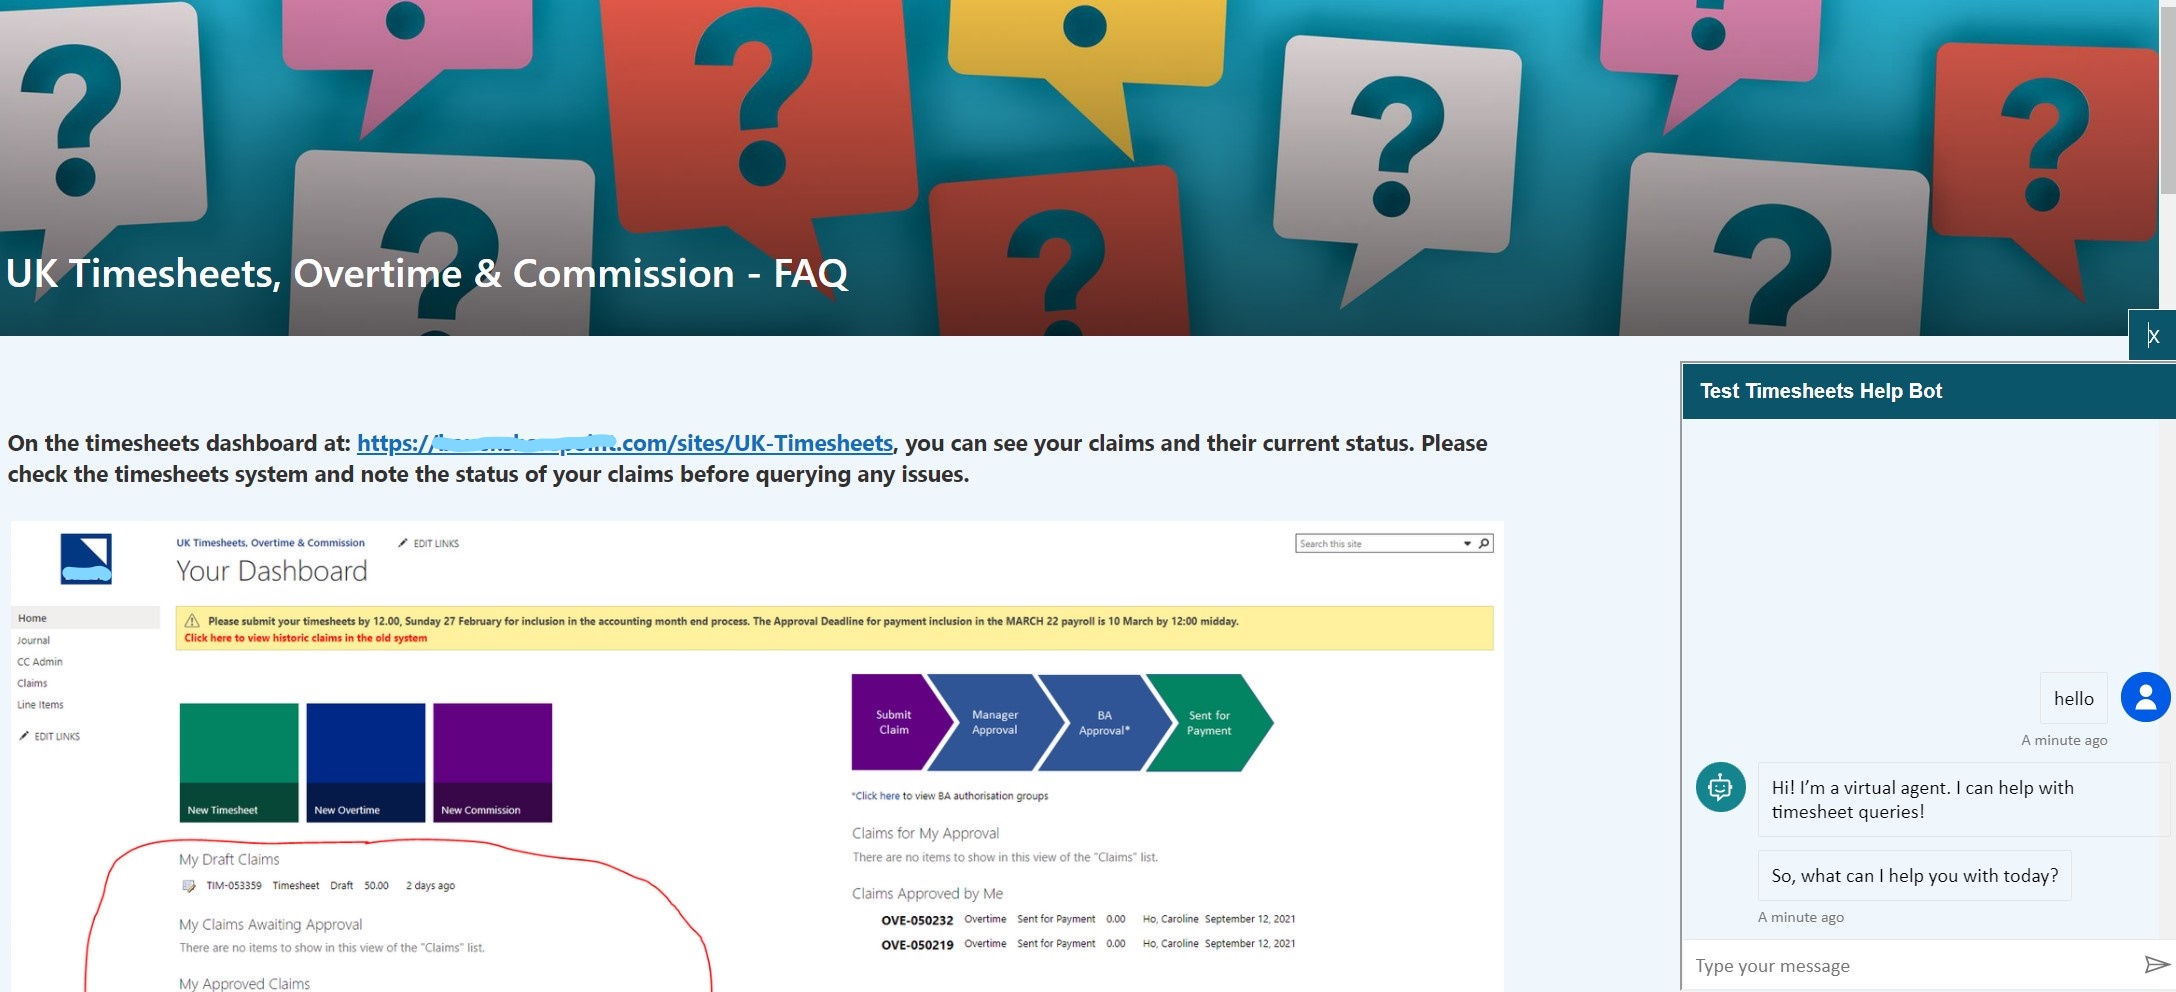 UK Timesheets, Overtime & Commission - FAQ
X
On the timesheets dashboard at: https://.com/sites/UK-Timesheets, you can see your claims and their current status. Please
check the timesheets system and note the status of your claims before querying any issues.
UK Timesheets, Overtime & Commission EDIT LINKS
Search this site
Your Dashboard
Home
Journal
CC Admin
Claims
Line Items
EDIT LINKS
Please submit your timesheets by 12.00, Sunday 27 February for inclusion in the accounting month end process. The Approval Deadline for payment inclusion in the MARCH 22 payroll is 10 March by 12:00 midday.
Click here to view historic claims in the old system
New Timesheet
New Overtime
New Commission
My Draft Claims
TIM-053359 Timesheet Draft 50.00 2 days ago
My Claims Awaiting Approval
There are no items to show in this view of the "Claims" list.
My Approved Claims
Submit
Claim
Manager
Approval
BA
Approval*
Sent for
Payment
*Click here to view BA authorisation groups
Claims for My Approval
There are no items to show in this view of the "Claims" list.
Claims Approved by Me
OVE-050232 Overtime Sent for Payment 0.00 Ho, Caroline September 12, 2021
OVE-050219 Overtime Sent for Payment 0.00 Ho, Caroline September 12, 2021
Test Timesheets Help Bot
hello
A minute ago
Hi! I'm a virtual agent. I can help with
timesheet queries!
So, what can I help you with today?
A minute ago
Type your message